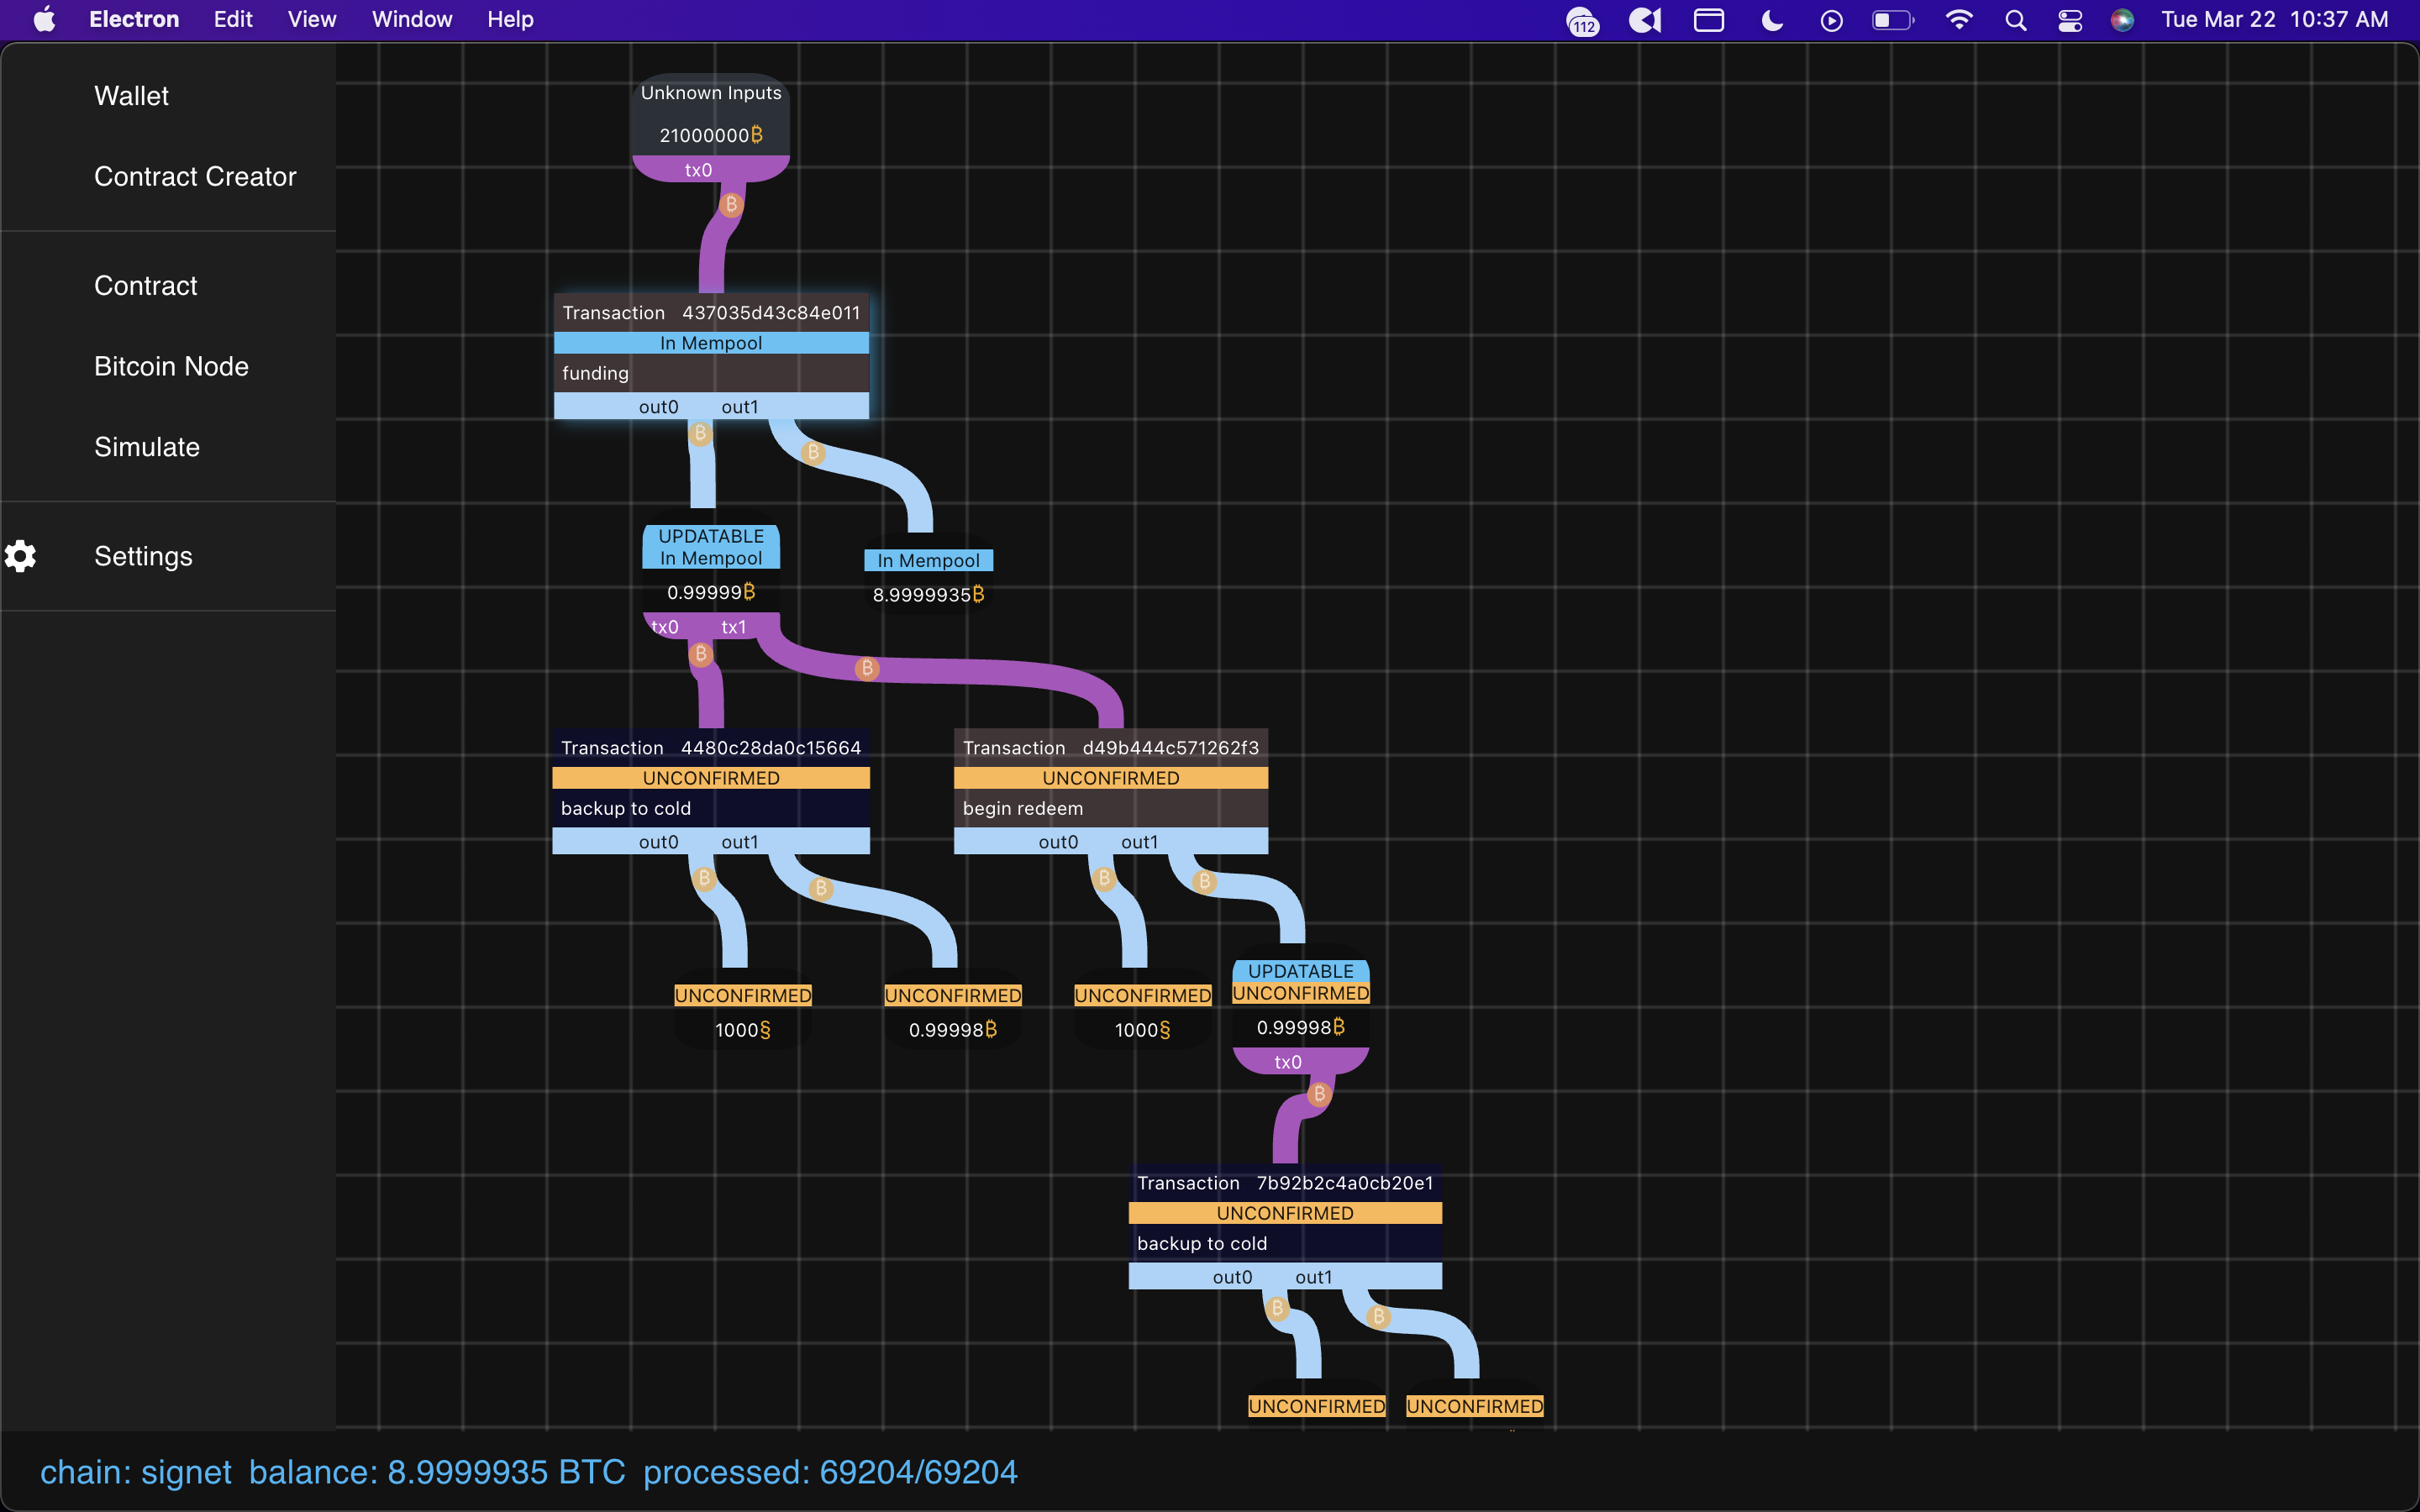 Electron Edit View Window Help 112 Tue Mar 22 10:37 AM
Wallet
Contract Creator
Contract
Bitcoin Node
Simulate
Settings
Unknown Inputs
21000000₿
tx0
₿
Transaction 437035d43c84e011
In Mempool
funding
out0 out1
₿ ₿
UPDATABLE
In Mempool
0.99999₿
tx0 tx1
In Mempool
8.9999935₿
₿ ₿
Transaction 4480c28da0c15664
UNCONFIRMED
backup to cold
out0 out1
₿ ₿
Transaction d49b444c571262f3
UNCONFIRMED
begin redeem
out0 out1
₿ ₿
UNCONFIRMED
1000§
UNCONFIRMED
0.99998₿
UNCONFIRMED
1000§
UPDATABLE
UNCONFIRMED
0.99998₿
tx0
₿
Transaction 7b92b2c4a0cb20e1
UNCONFIRMED
backup to cold
out0 out1
₿ ₿
UNCONFIRMED
UNCONFIRMED
chain: signet balance: 8.9999935 BTC processed: 69204/69204